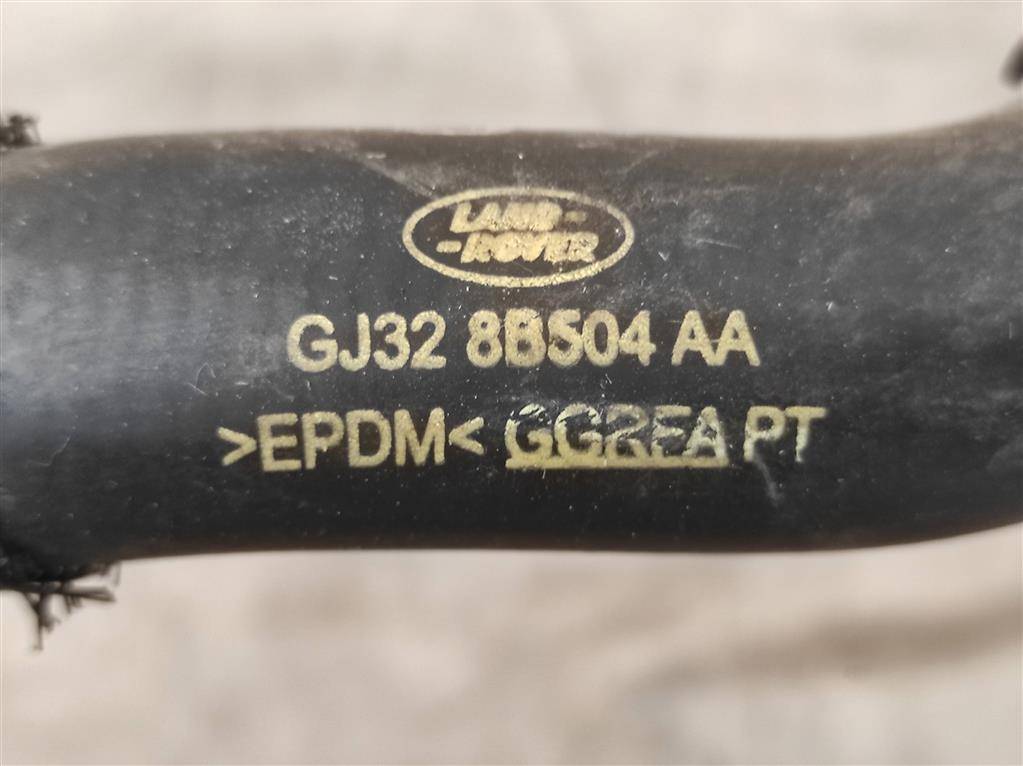 LAND-
-ROVER
GJ32 8B504 AA
>EPDM< GG2EA PT